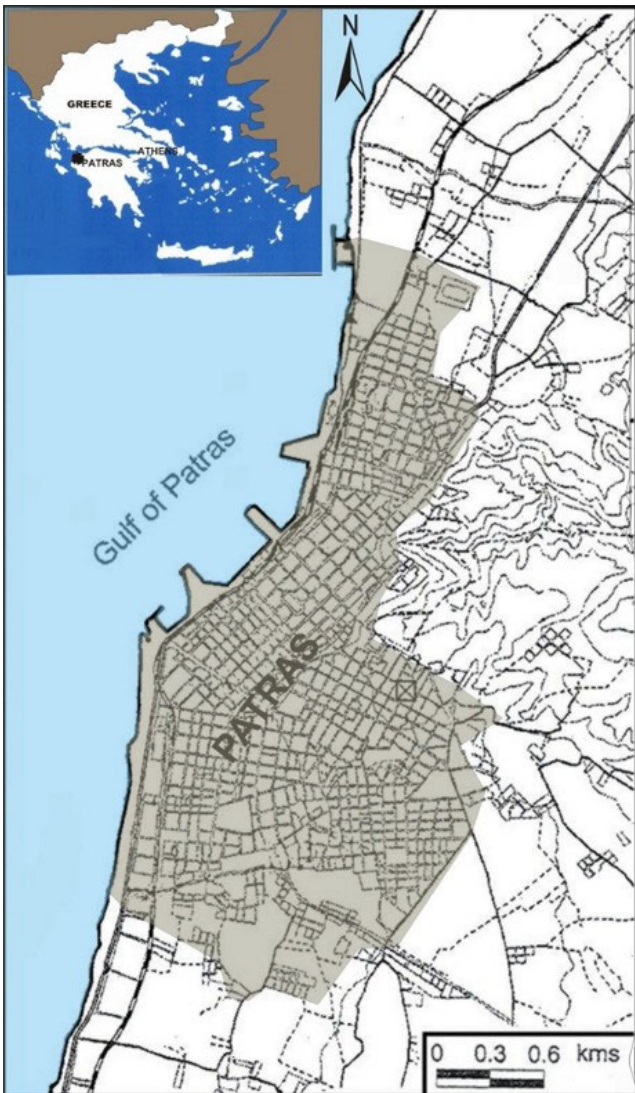 N
GREECE
ATHENS
PATRAS
Gulf of Patras
PATRAS
0 0.3 0.6 kms